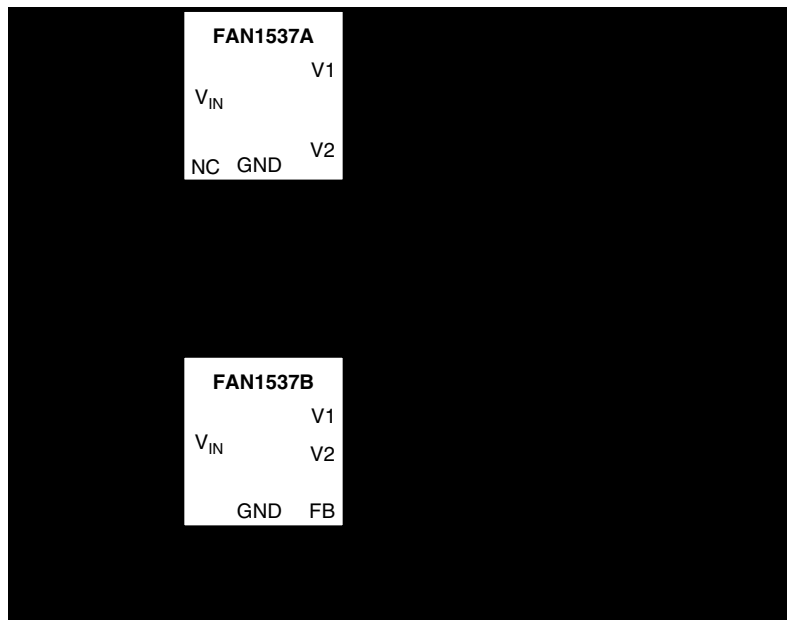 FAN1537A
V1
VIN
V2
NC GND
FAN1537B
V1
VIN
V2
GND FB